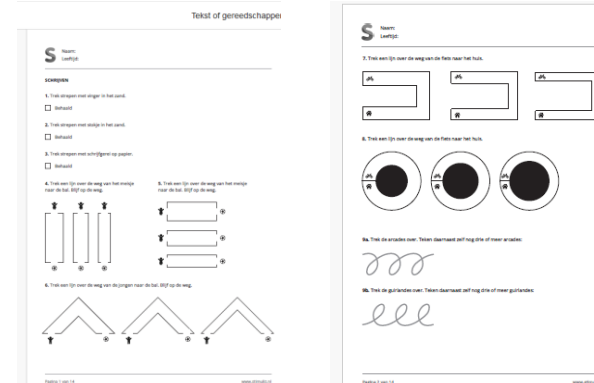 Tekst of gereedschappen
S
Naam:
Leeftijd:
SCHRIJVEN
1. Trek strepen met vinger in het zand.
Behaald
2. Trek strepen met stokje in het zand.
Behaald
3. Trek strepen met schrijfgerei op papier.
Behaald
4. Trek een lijn over de weg van het meisje
naar de bal. Blijf op de weg.
5. Trek een lijn over de weg van het meisje
naar de bal. Blijf op de weg.
6. Trek een lijn over de weg van de jongen naar de bal. Blijf op de weg.
Pagina 1 van 14
S
Naam:
Leeftijd:
7. Trek een lijn over de weg van de fiets naar het huis.
8. Trek een lijn over de weg van de fiets naar het huis.
9a. Trek de arcades over. Teken daarnaast zelf nog drie of meer arcades:
9b. Trek de guirlandes over. Teken daarnaast zelf nog drie of meer guirlandes: